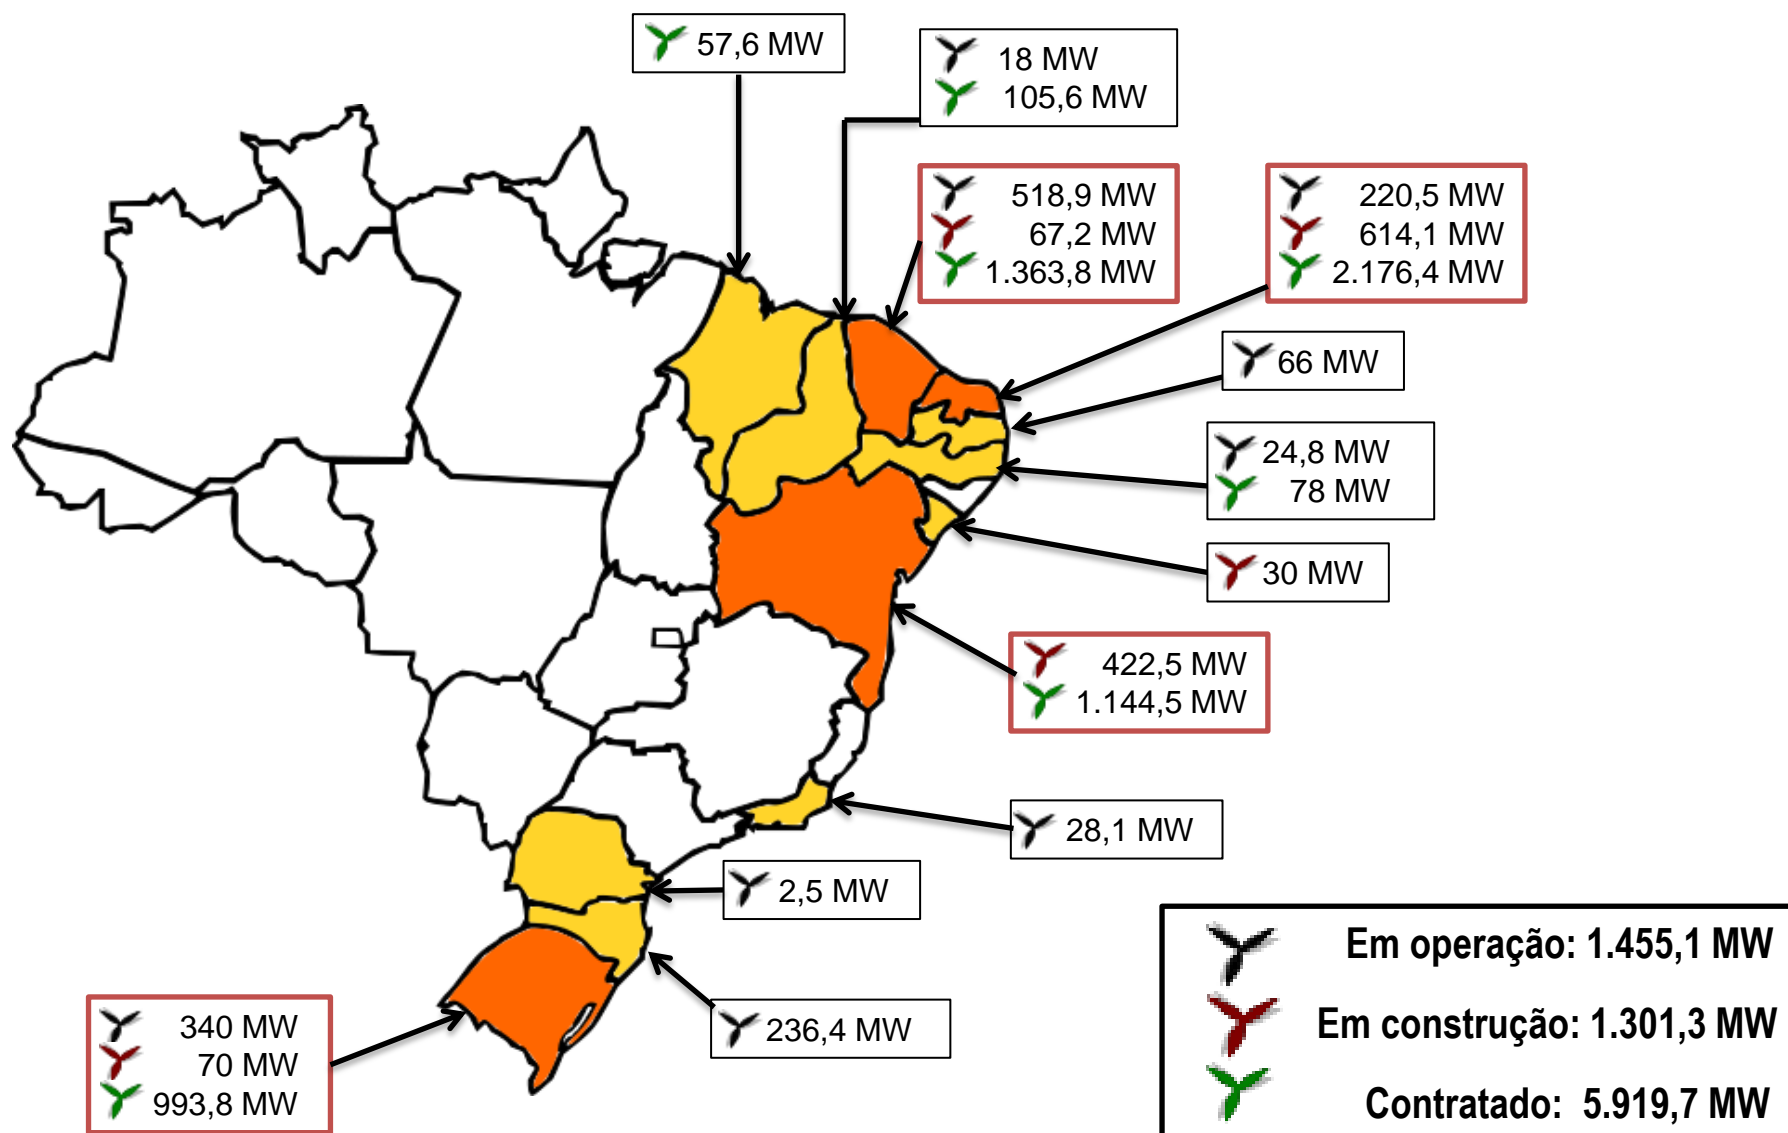 57,6 MW
18 MW
105,6 MW
518,9 MW
67,2 MW
1.363,8 MW
220,5 MW
614,1 MW
2.176,4 MW
66 MW
24,8 MW
78 MW
30 MW
422,5 MW
1.144,5 MW
28,1 MW
2,5 MW
236,4 MW
340 MW
70 MW
993,8 MW
Em operação: 1.455,1 MW
Em construção: 1.301,3 MW
Contratado: 5.919,7 MW